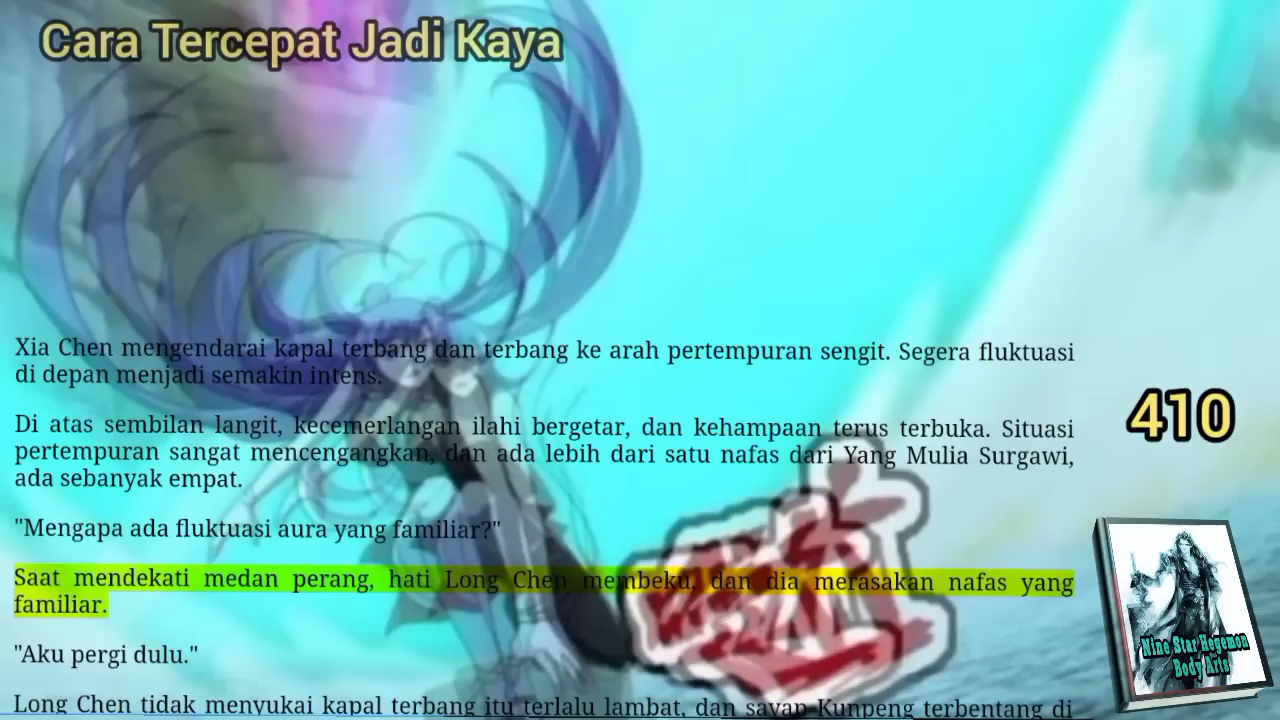 Cara Tercepat Jadi Kaya
Xia Chen mengendarai kapal terbang dan terbang ke arah pertempuran sengit. Segera fluktuasi
di depan menjadi semakin intens.
Di atas sembilan langit, kecemerlangan ilahi bergetar, dan kehampaan terus terbuka. Situasi
pertempuran sangat mencengangkan, dan ada lebih dari satu nafas dari Yang Mulia Surgawi,
ada sebanyak empat.
"Mengapa ada fluktuasi aura yang familiar?"
Saat mendekati medan perang, hati Long Chen membeku, dan dia merasakan nafas yang
familiar.
"Aku pergi dulu."
Long Chen tidak menyukai kapal terbang itu terlalu lambat, dan sayap Kunpeng terbentang di
410
Nine Star Hegemon
Body Arts